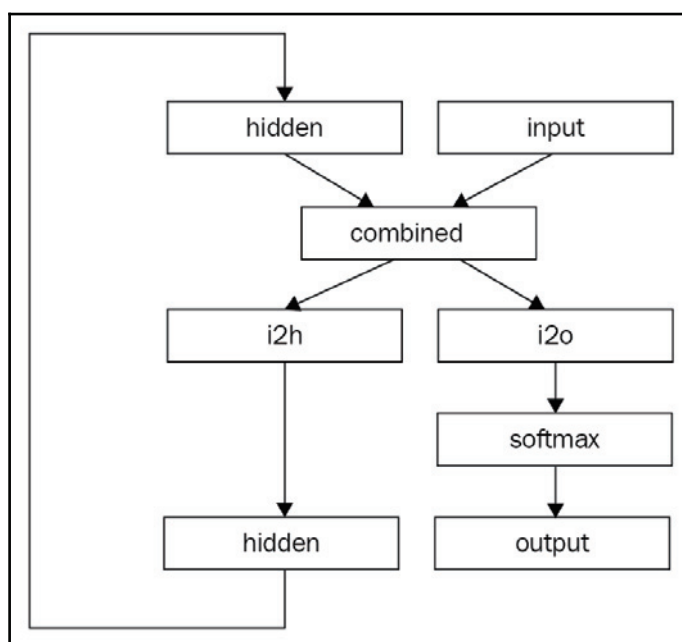 hidden
input
combined
i2h
i2o
softmax
hidden
output